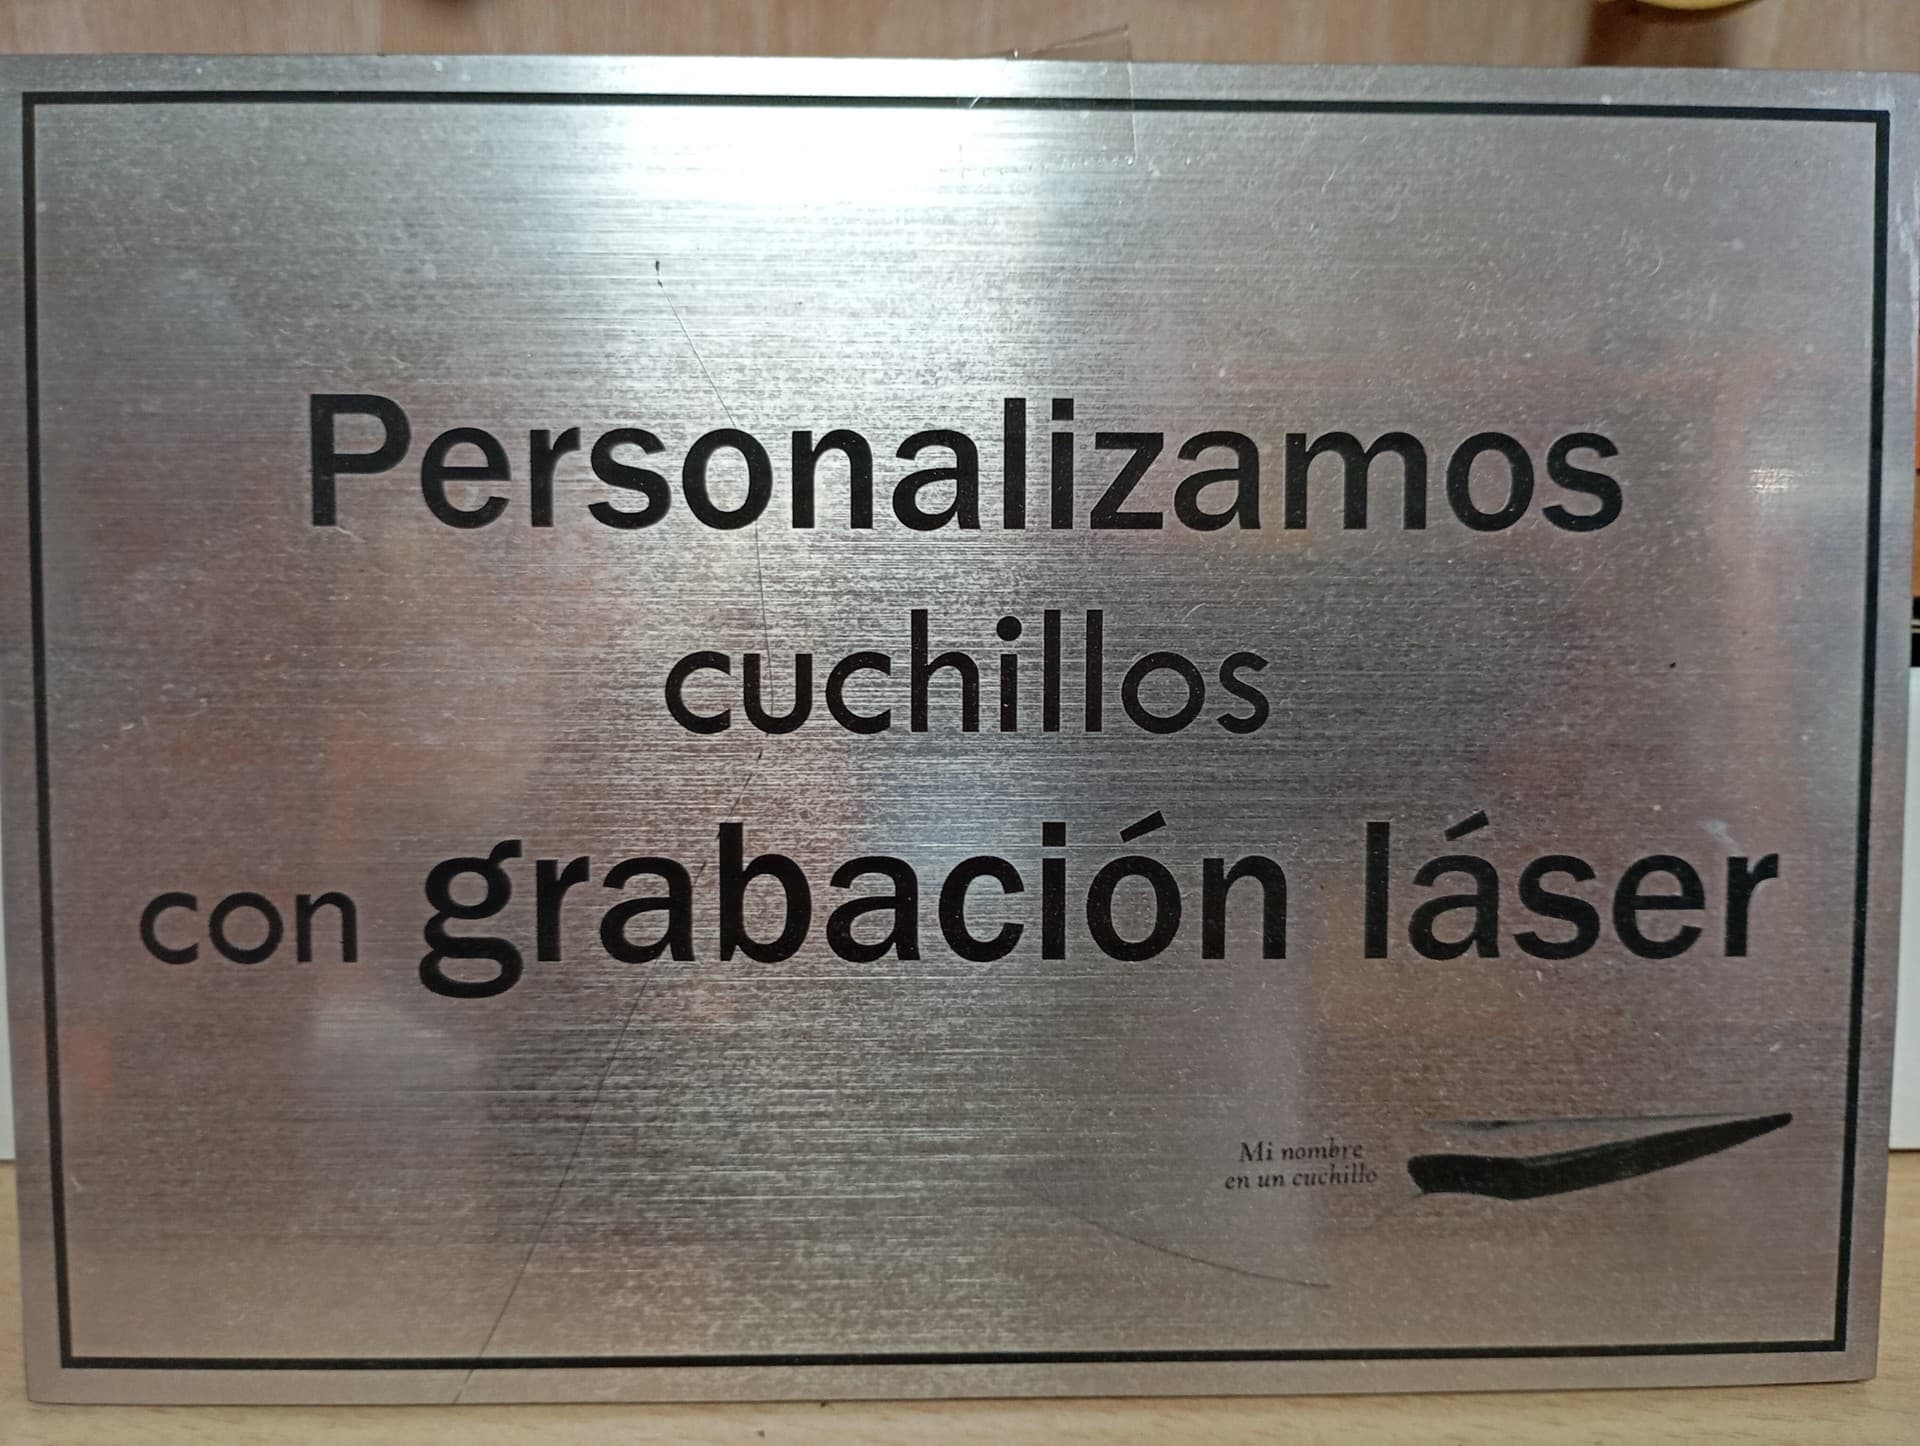 Personalizamos
cuchillos
con grabación láser
Mi nombre
en un cuchillo